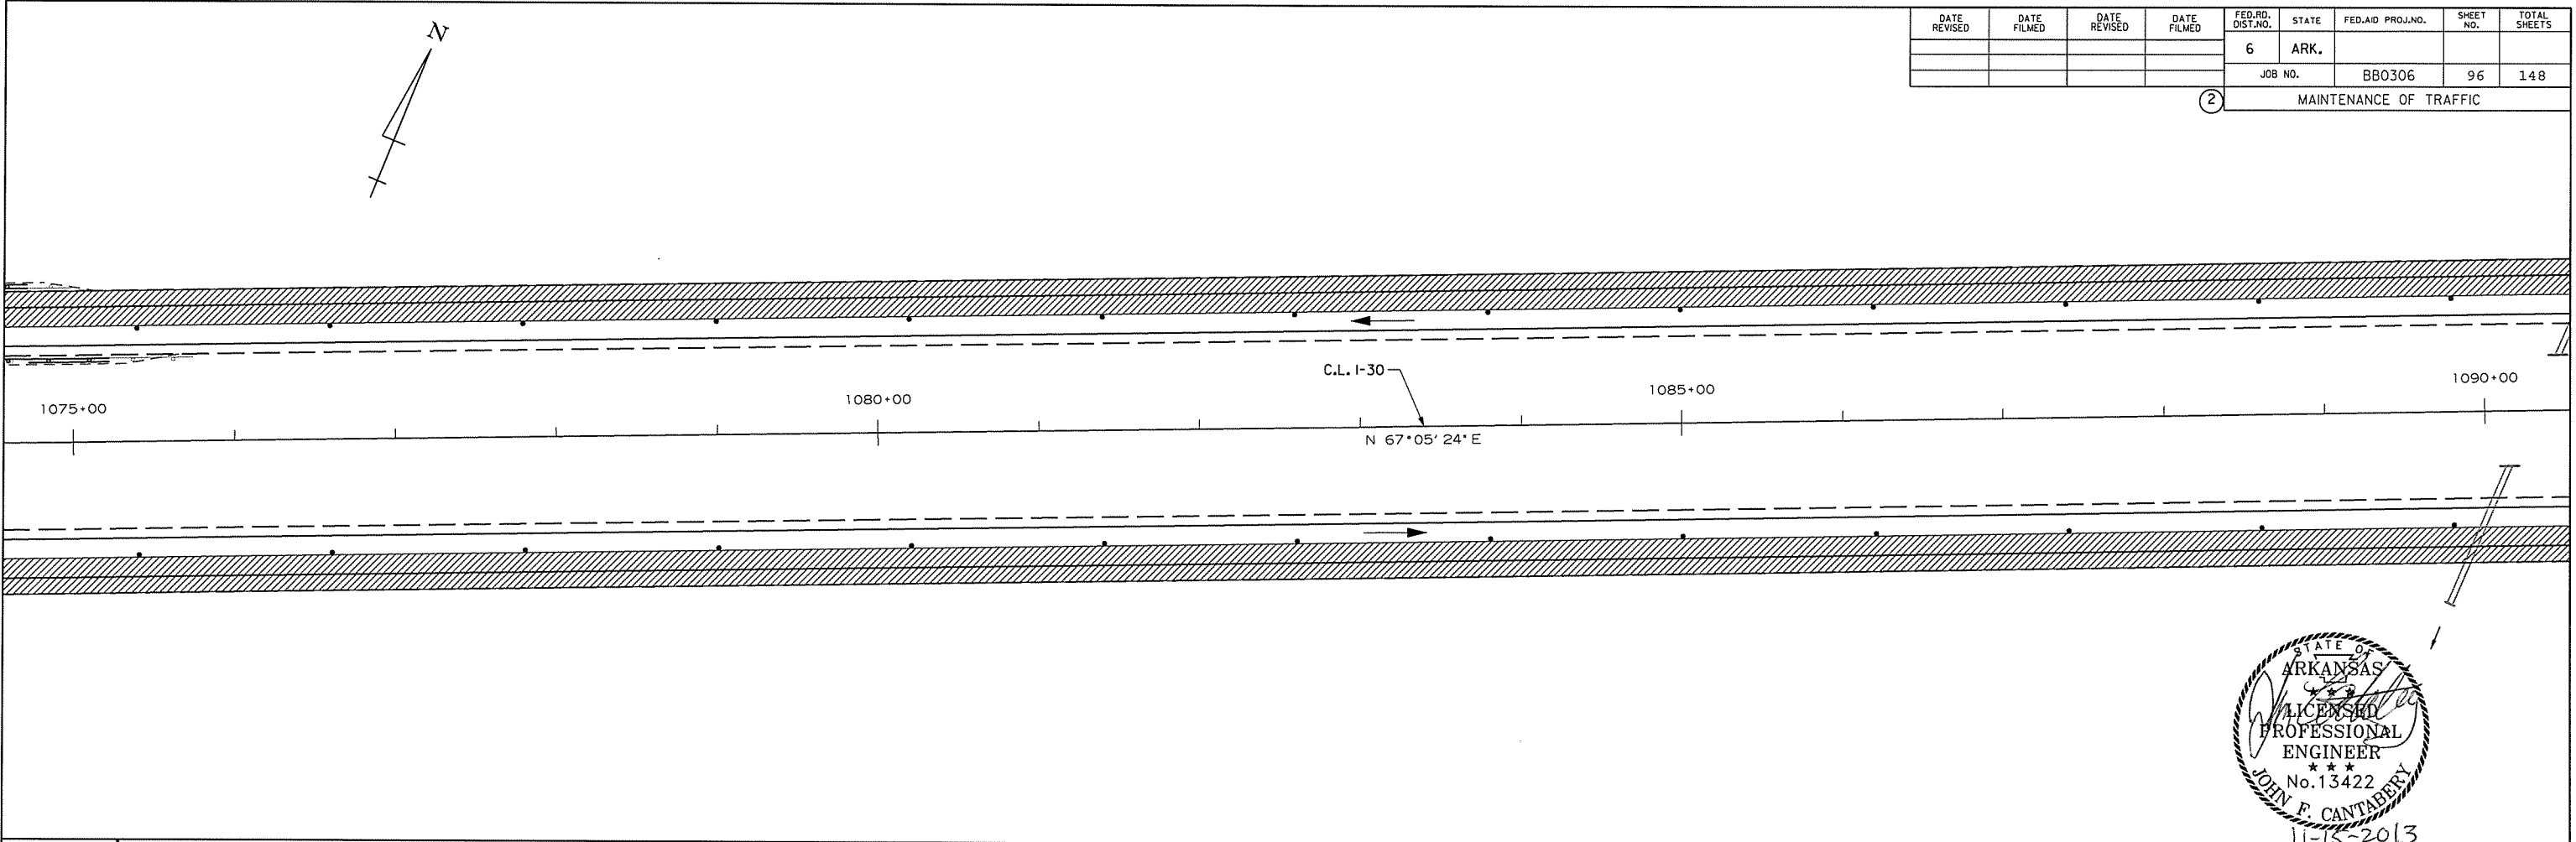 N
DATE REVISED
DATE FILMED
DATE REVISED
DATE FILMED
FED.RD. DIST.NO.
STATE
FED.AID PROJ.NO.
SHEET NO.
TOTAL SHEETS
6 ARK.
JOB NO. BB0306 96 148
2 MAINTENANCE OF TRAFFIC
C.L. I-30
1075+00
1080+00
1085+00
1090+00
N 67°05'24" E
STATE OF
ARKANSAS
LICENSED
PROFESSIONAL
ENGINEER
No.13422
JOHN F. CANTABERY
11-15-2013